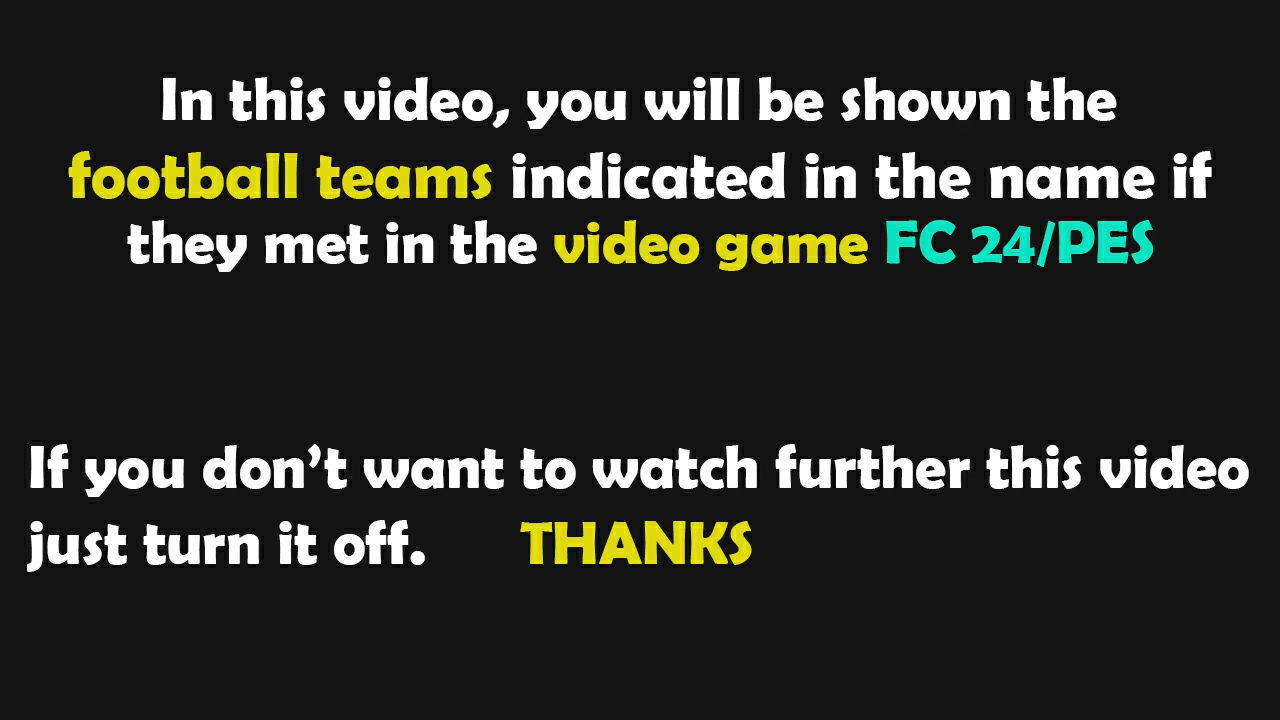 In this video, you will be shown the
football teams indicated in the name if
they met in the video game FC 24/PES
If you don’t want to watch further this video
just turn it off. THANKS